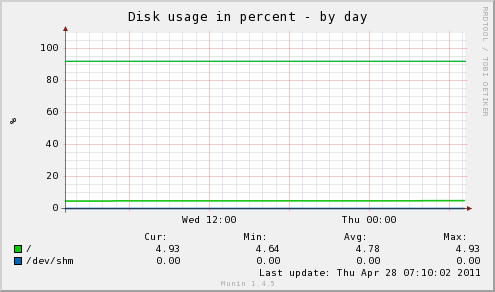 Disk usage in percent - by day
RRDTOOL / TOBI OETIKER
100
80
60
40
20
0
%
Wed 12:00 Thu 00:00
Cur: Min: Avg: Max:
/ 4.93 4.64 4.78 4.93
/dev/shm 0.00 0.00 0.00 0.00
Last update: Thu Apr 28 07:10:02 2011
Munin 1.4.5